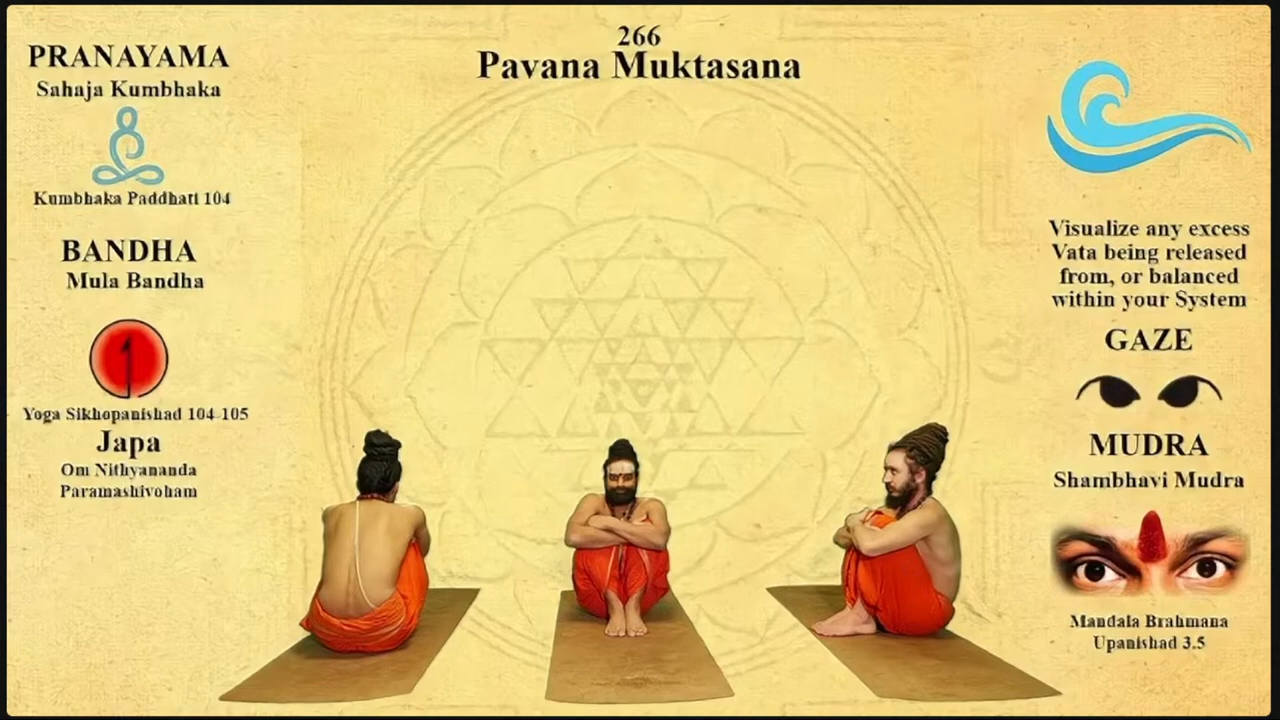 266
Pavana Muktasana
PRANAYAMA
Sahaja Kumbhaka
Kumbhaka Paddhati 104
BANDHA
Mula Bandha
Yoga Sikhopanishad 104-105
Japa
Om Nithyananda
Paramashivoham
Visualize any excess
Vata being released
from, or balanced
within your System
GAZE
MUDRA
Shambhavi Mudra
Mandala Brahmana
Upanishad 3.5